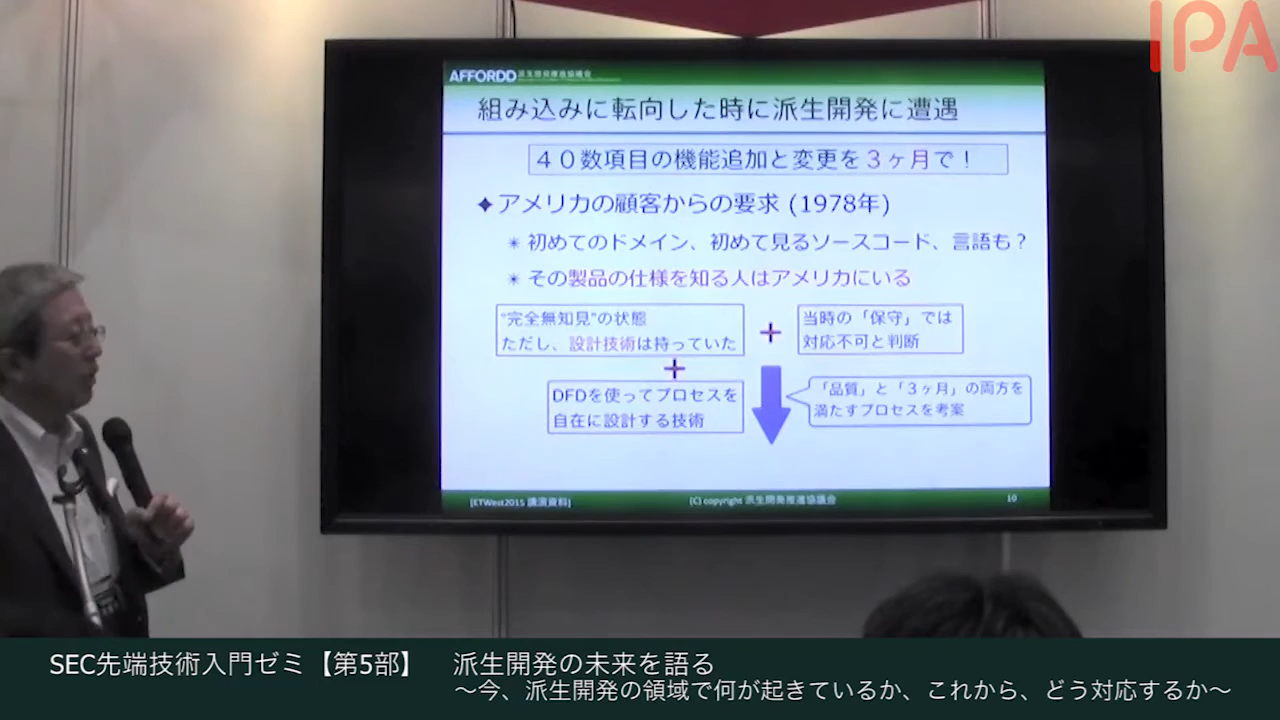 IPA
AFFORDD 派生開発推進協議会
組み込みに転向した時に派生開発に遭遇
４０数項目の機能追加と変更を３ヶ月で！
✦アメリカの顧客からの要求 (1978年)
✴ 初めてのドメイン、初めて見るソースコード、言語も？
✴ その製品の仕様を知る人はアメリカにいる
“完全無知見”の状態
ただし、設計技術は持っていた
+
当時の「保守」では
対応不可と判断
+
DFDを使ってプロセスを
自在に設計する技術
「品質」と「３ヶ月」の両方を
満たすプロセスを考案
[ETWest2015 講演資料]
(C) copyright 派生開発推進協議会
10
SEC先端技術入門ゼミ【第5部】 派生開発の未来を語る
～今、派生開発の領域で何が起きているか、これから、どう対応するか～